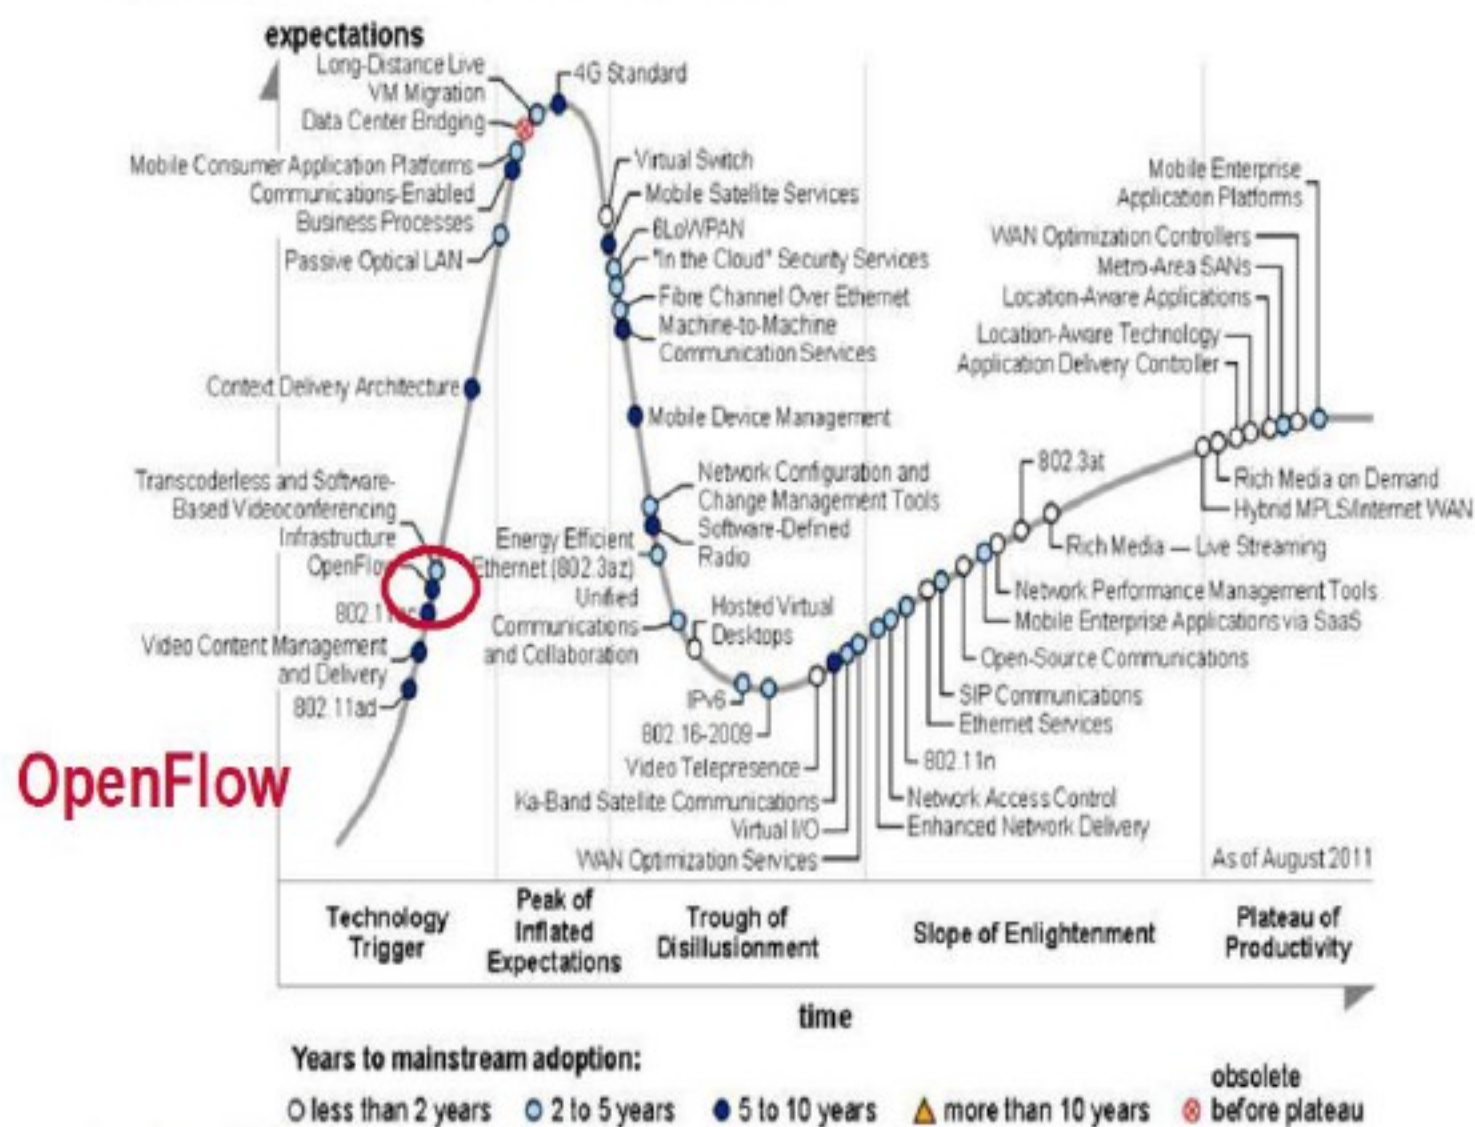 expectations
Long-Distance Live
VM Migration
4G Standard
Data Center Bridging
Mobile Consumer Application Platforms
Communications-Enabled
Business Processes
Passive Optical LAN
Context Delivery Architecture
Transcoderless and Software-
Based Videoconferencing
Infrastructure
OpenFlow
Video Content Management
and Delivery
802.11ad
OpenFlow
Virtual Switch
Mobile Satellite Services
6LoWPAN
"In the Cloud" Security Services
Fibre Channel Over Ethernet
Machine-to-Machine
Communication Services
Mobile Device Management
Network Configuration and
Change Management Tools
Software-Defined
Radio
Energy Efficient
Ethernet (802.3az)
Unified
Communications
and Collaboration
Hosted Virtual
Desktops
IPv6
802.16-2009
Video Telepresence
Ka-Band Satellite Communications
Virtual I/O
WAN Optimization Services
Mobile Enterprise
Application Platforms
WAN Optimization Controllers
Metro-Area SANs
Location-Aware Applications
Location-Aware Technology
Application Delivery Controller
802.3at
Rich Media on Demand
Hybrid MPLS/Internet WAN
Rich Media — Live Streaming
Network Performance Management Tools
Mobile Enterprise Applications via SaaS
Open-Source Communications
SIP Communications
Ethernet Services
802.11n
Network Access Control
Enhanced Network Delivery
As of August 2011
Technology
Trigger
Peak of
Inflated
Expectations
Trough of
Disillusionment
Slope of Enlightenment
Plateau of
Productivity
time
Years to mainstream adoption:
less than 2 years
2 to 5 years
5 to 10 years
more than 10 years
obsolete
before plateau